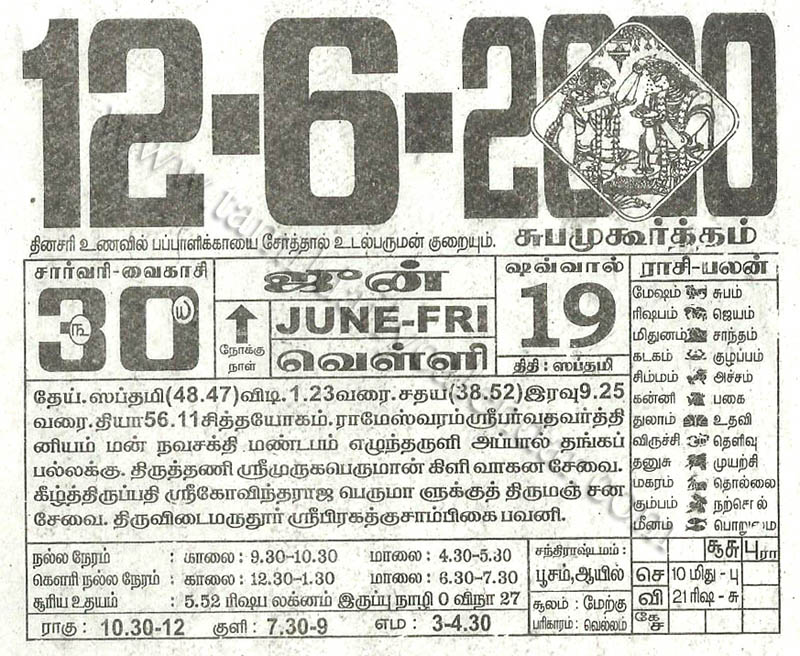 12-6-2020
தினசரி உணவில் பப்பாளிக்காயை சேர்த்தால் உடல்பருமன் குறையும். சுபமுகூர்த்தம்
சார்வரி-வைகாசி
30
௩ ௰
ஜூன்
நோக்கு நாள்
JUNE-FRI
வெள்ளி
ஷவ்வால்
19
திதி : ஸப்தமி
ராசி-பலன்
மேஷம் சுபம்
ரிஷபம் ஜெயம்
மிதுனம் சாந்தம்
கடகம் குழப்பம்
சிம்மம் அச்சம்
கன்னி பகை
துலாம் உதவி
விருச்சி தெளிவு
தனுசு முயற்சி
மகரம் தொல்லை
கும்பம் நற்சொல்
மீனம் பொறுமை
தேய். ஸப்தமி(48.47)விடி.1.23வரை.சதய(38.52)இரவு9.25
வரை.தியா56.11சித்தயோகம்.ராமேஸ்வரம்ஸ்ரீபர்வதவர்த்தி
னியம் மன் நவசக்தி மண்டபம் எழுந்தருளி அப்பால் தங்கப்
பல்லக்கு. திருத்தணி ஸ்ரீமுருகபெருமான் கிளி வாகன சேவை.
கீழ்த்திருப்பதி ஸ்ரீகோவிந்தராஜ பெருமா ளுக்குத் திருமஞ் சன
சேவை. திருவிடைமருதூர் ஸ்ரீபிரகத்குசாம்பிகை பவனி.
நல்ல நேரம் : காலை : 9.30-10.30 மாலை : 4.30-5.30
கௌரி நல்ல நேரம் : காலை : 12.30-1.30 மாலை : 6.30-7.30
சூரிய உதயம் : 5.52 ரிஷப லக்னம் இருப்பு நாழி 0 விநா 27
ராகு : 10.30-12 குளி : 7.30-9 எம : 3-4.30
சந்திராஷ்டமம் :
பூசம்,ஆயில்
சூலம் : மேற்கு
பரிகாரம் : வெல்லம்
சூசு பு ரா
செ 10 மிது - பு
வி 21 ரிஷ - சு
கே